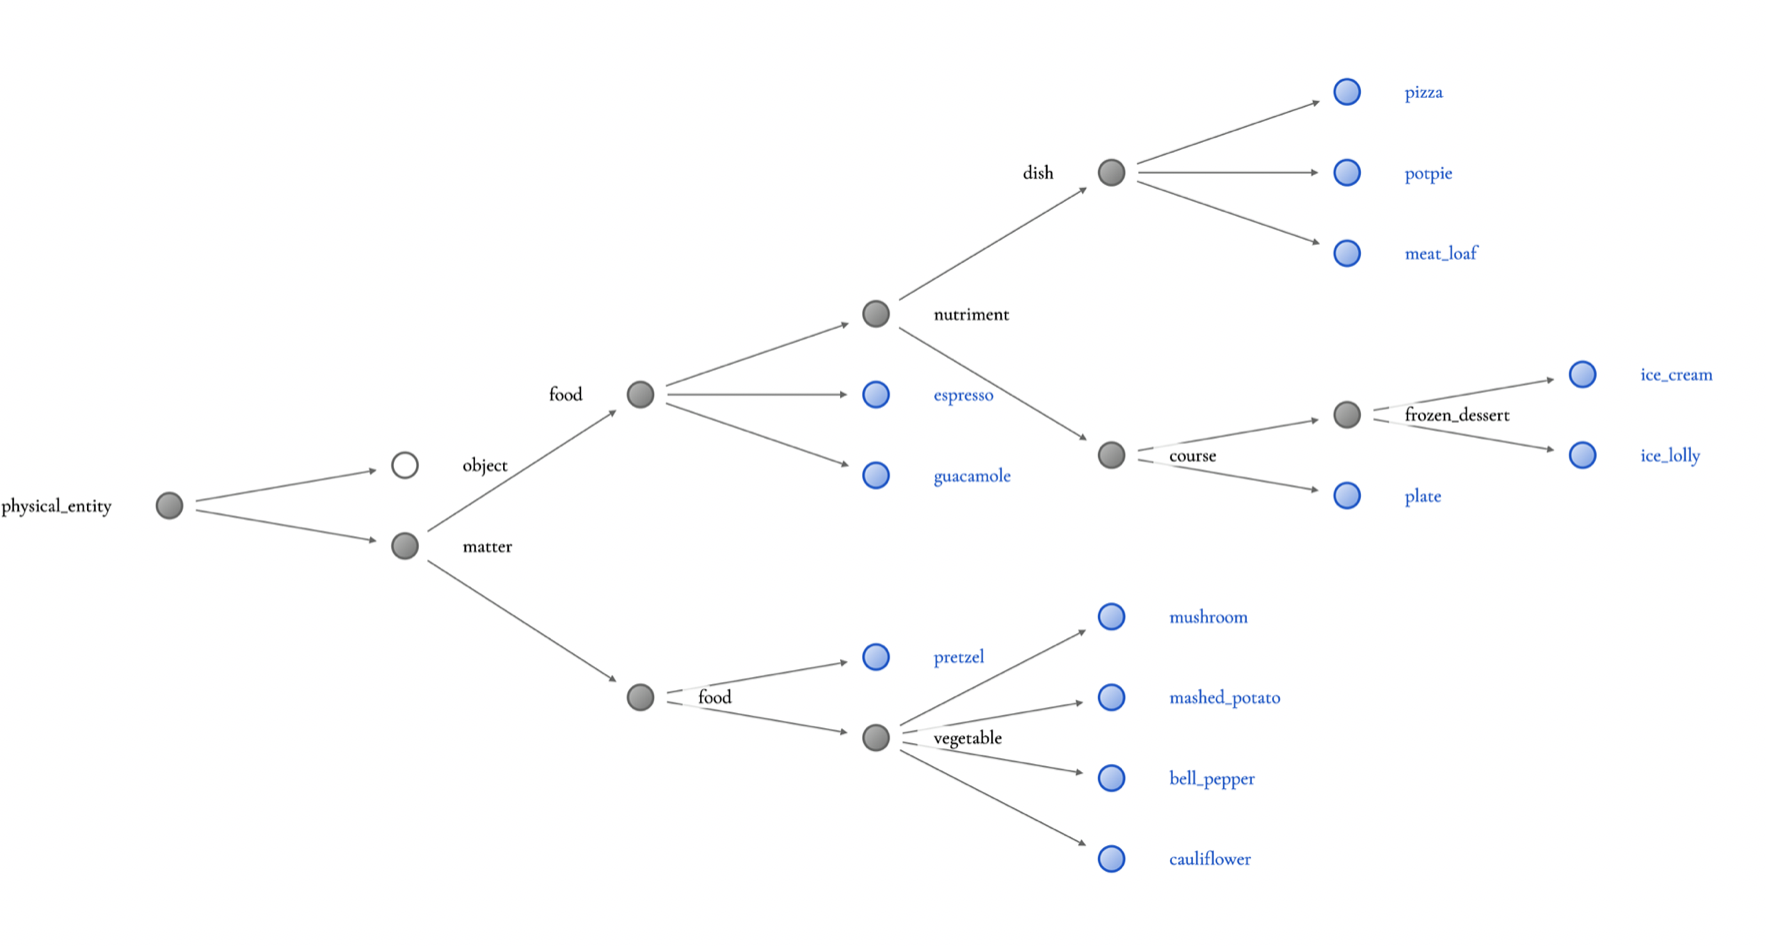 pizza
dish
potpie
meat_loaf
nutriment
ice_cream
food
espresso
frozen_dessert
object
guacamole
course
ice_lolly
plate
physical_entity
matter
mushroom
pretzel
food
mashed_potato
vegetable
bell_pepper
cauliflower